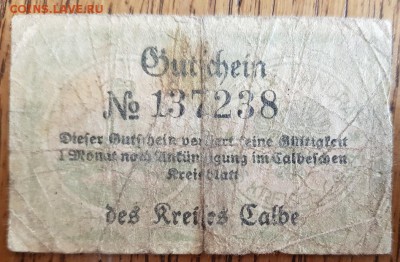 COINS.LAVE.RU
Gutschein
№ 137238
Dieser Gutschein verliert seine Gültigkeit
1 Monat nach Ankündigung im Calbeschen
Kreisblatt
des Kreises Calbe